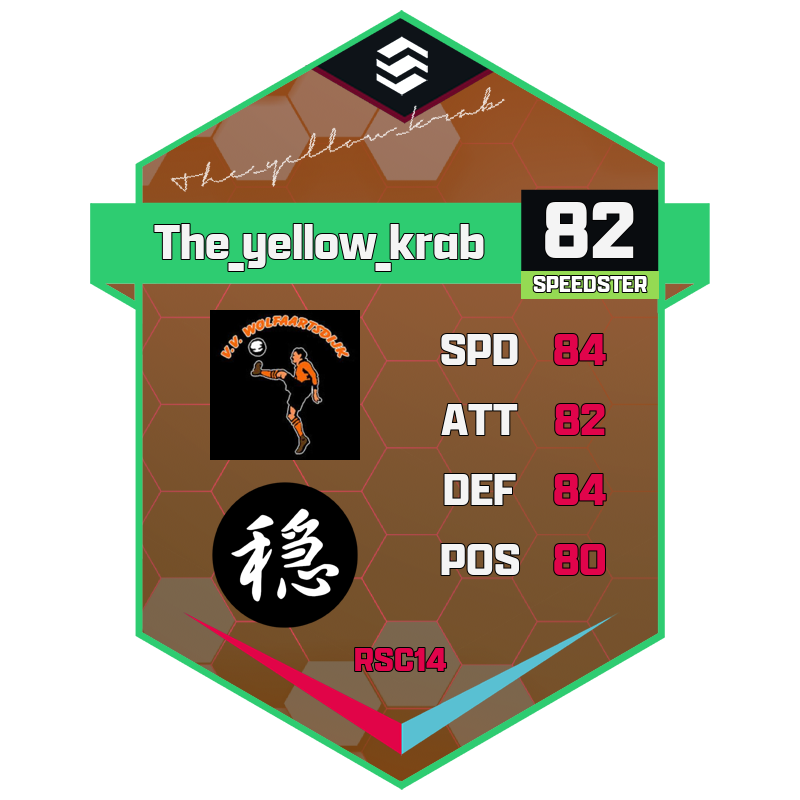 The_yellow_krab
The_yellow_krab
82
SPEEDSTER
V.V. WOLFAARTSDIJK
SPD 84
ATT 82
DEF 84
POS 80
穏
RSC14